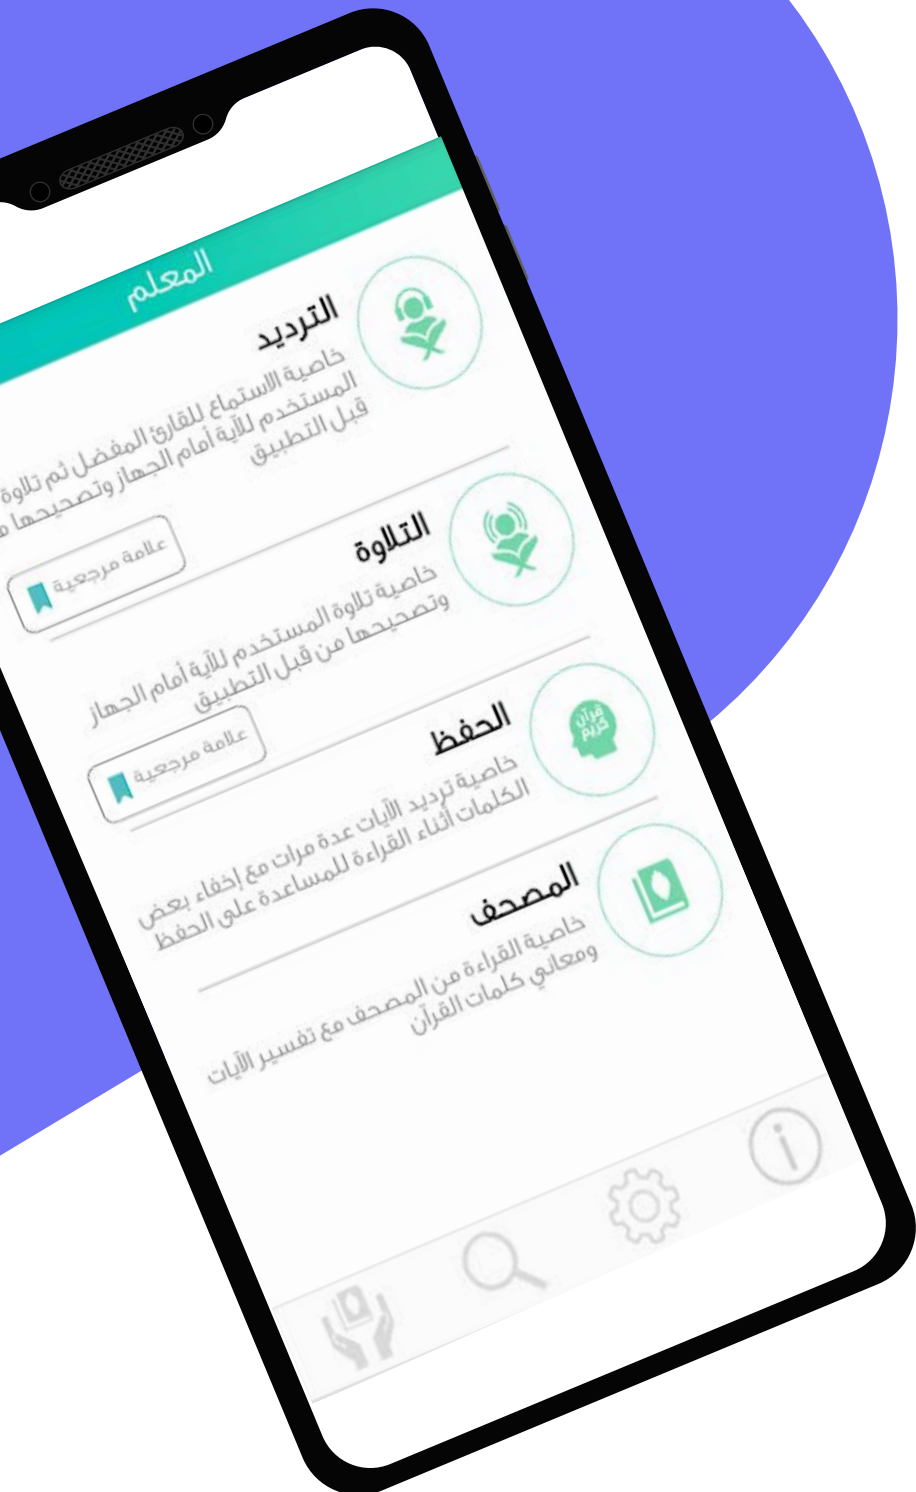 المعلم
الترديد
خاصية الاستماع للقارئ المفضل ثم تلاوة
المستخدم للآية أمام الجهاز وتصحيحها
قبل التطبيق
علامة مرجعية
التلاوة
خاصية تلاوة المستخدم للآية أمام الجهاز
وتصحيحها من قبل التطبيق
علامة مرجعية
الحفظ
خاصية ترديد الآيات عدة مرات مع إخفاء بعض
الكلمات أثناء القراءة للمساعدة على الحفظ
قرآن
كريم
المصحف
خاصية القراءة من المصحف مع تفسير الآيات
ومعاني كلمات القرآن